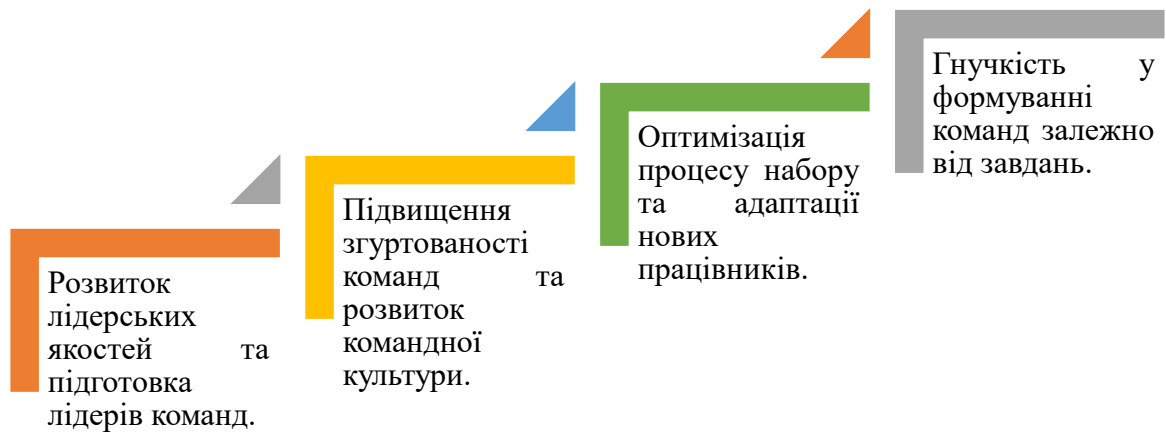 Розвиток
лідерських
якостей та
підготовка
лідерів команд.
Підвищення
згуртованості
команд та
розвиток
командної
культури.
Оптимізація
процесу набору
та адаптації
нових
працівників.
Гнучкість у
формуванні
команд залежно
від завдань.